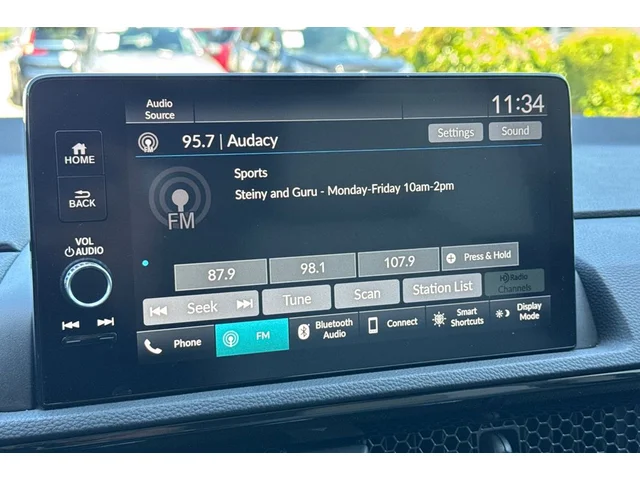 Audio
Source
11:34
FM
95.7 | Audacy
Settings
Sound
HOME
BACK
Sports
Steiny and Guru - Monday-Friday 10am-2pm
FM
VOL
AUDIO
87.9
98.1
107.9
Press & Hold
Seek
Tune
Scan
Station List
HD Radio
Channels
Phone
FM
Bluetooth
Audio
Connect
Smart
Shortcuts
Display
Mode